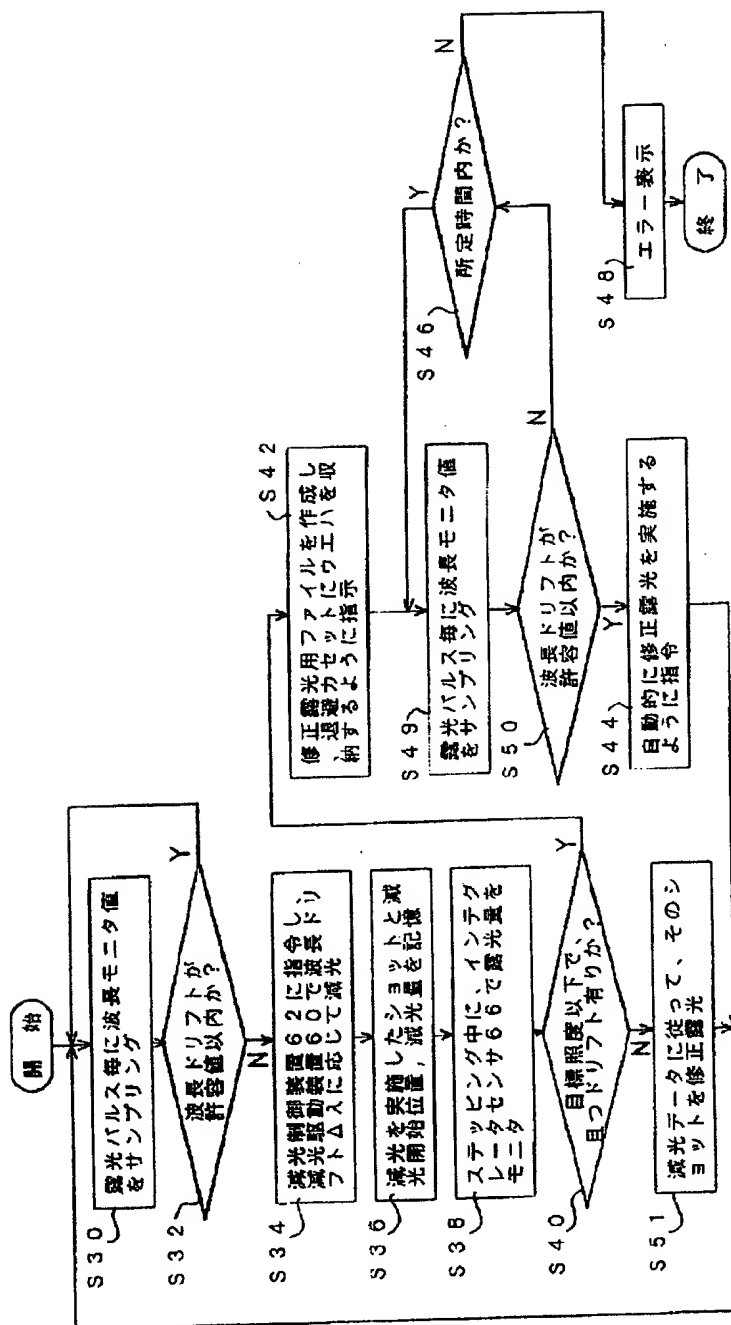 開 始
S30
露光パルス毎に波長モニタ値
をサンプリング
S32
波長ドリフトが
許容値以内か?
Y
N
S34
減光制御装置62に指令し、
減光駆動装置60で波長ドリ
フトΔλに応じて減光
S36
減光を実施したショットと減
光開始位置,減光量を記憶
S38
ステッピング中に、インテグ
レータセンサ66で露光量を
モニタ
S40
目標照度以下で、
且つドリフト有りか?
Y
N
S51
減光データに従って、そのシ
ョットを修正露光
S42
修正露光用ファイルを作成し
、退避カセットにウエハを収
納するように指示
S49
露光パルス毎に波長モニタ値
をサンプリング
S50
波長ドリフトが
許容値以内か?
N
Y
S44
自動的に修正露光を実施する
ように指令
S46
所定時間内か?
Y
N
S48
エラー表示
終 了